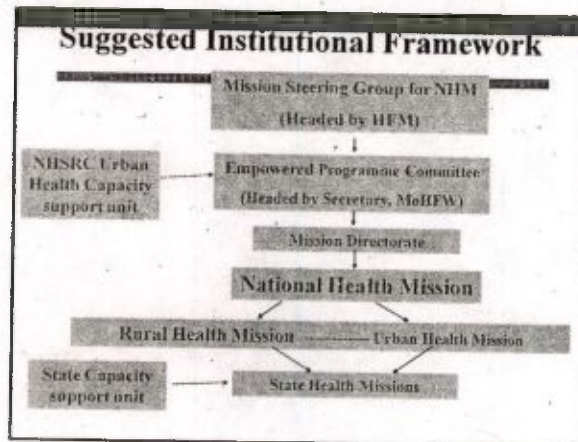 Suggested Institutional Framework
Mission Steering Group for NHM
(Headed by HFM)
NHSRC Urban
Health Capacity
support unit
Empowered Programme Committee
(Headed by Secretary, MoHFW)
Mission Directorate
National Health Mission
Rural Health Mission
Urban Health Mission
State Capacity
support unit
State Health Missions